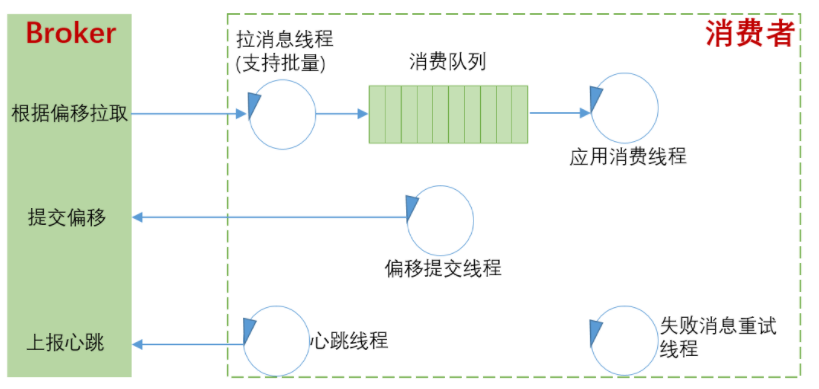 Broker
消费者
拉消息线程
(支持批量)
消费队列
根据偏移拉取
应用消费线程
提交偏移
偏移提交线程
上报心跳
心跳线程
失败消息重试
线程